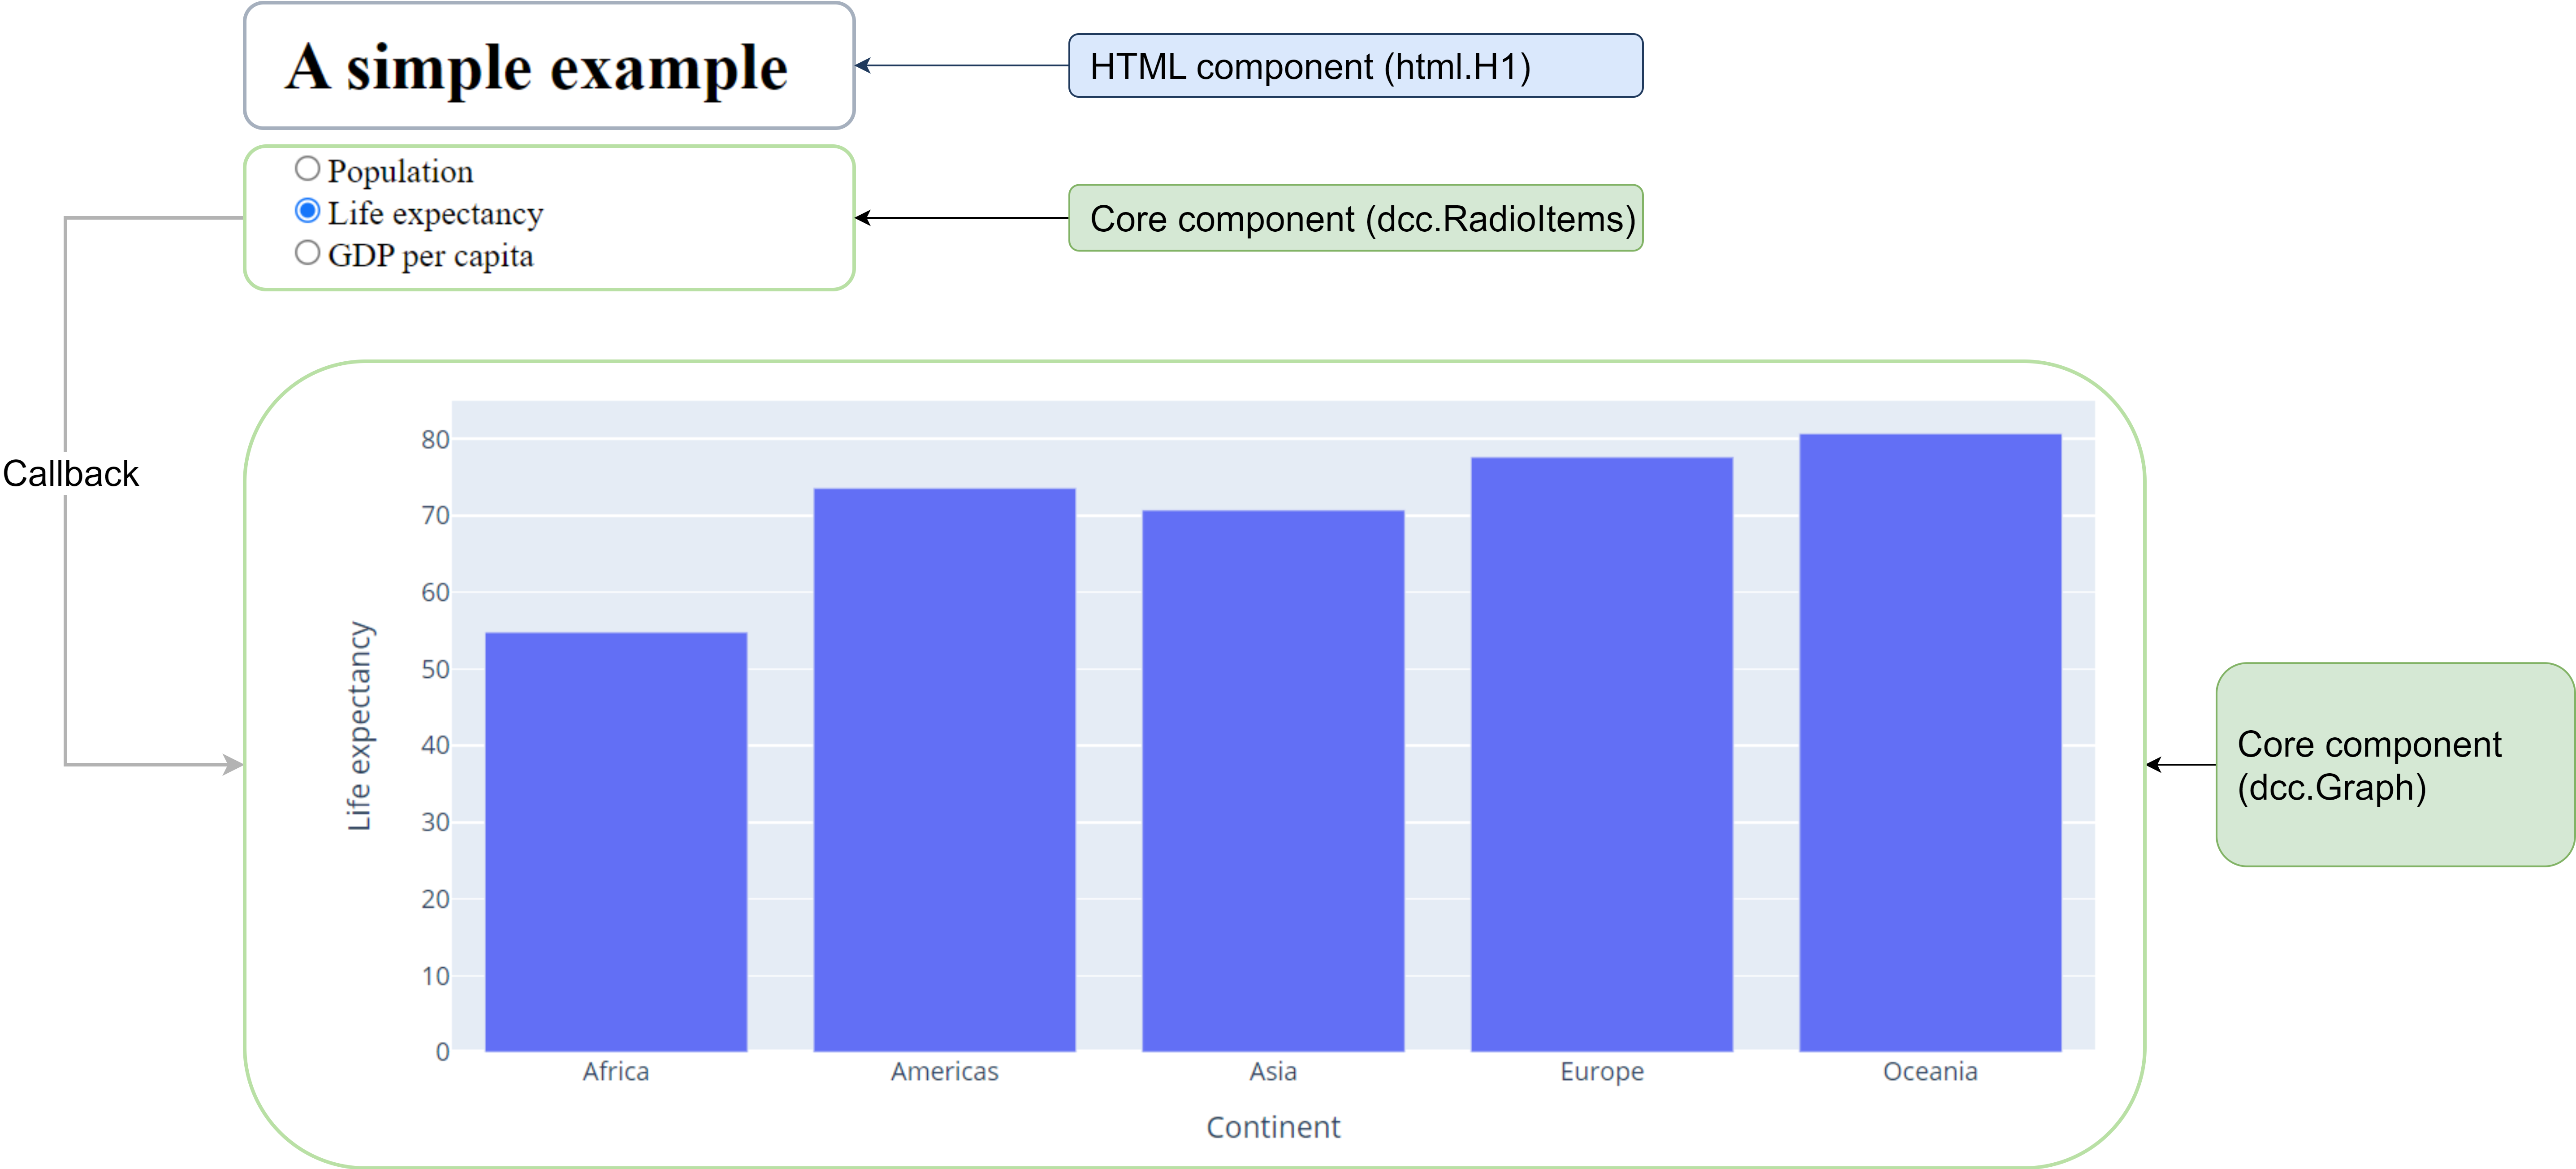 A simple example
HTML component (html.H1)
Population
Life expectancy
GDP per capita
Core component (dcc.RadioItems)
Callback
80
70
60
50
40
30
20
10
0
Life expectancy
Africa
Americas
Asia
Europe
Oceania
Continent
Core component
(dcc.Graph)